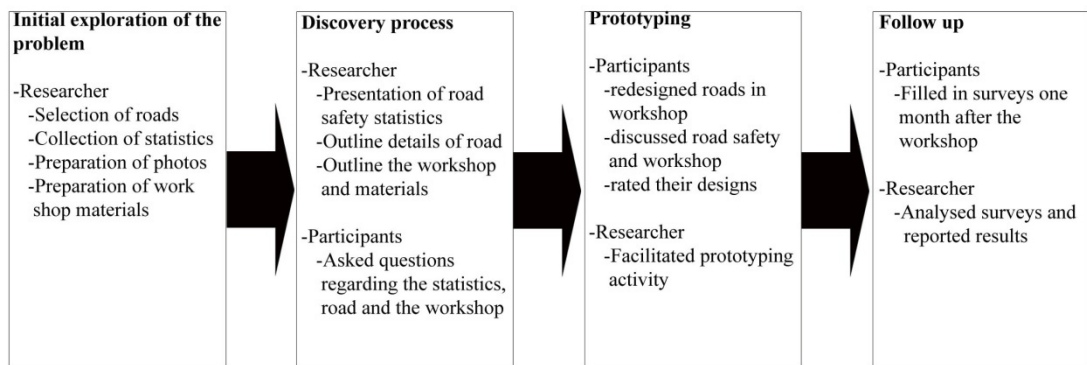 Initial exploration of the
problem
-Researcher
-Selection of roads
-Collection of statistics
-Preparation of photos
-Preparation of work
shop materials
Discovery process
-Researcher
-Presentation of road
safety statistics
-Outline details of road
-Outline the workshop
and materials
-Participants
-Asked questions
regarding the statistics,
road and the workshop
Prototyping
-Participants
-redesigned roads in
workshop
-discussed road safety
and workshop
-rated their designs
-Researcher
-Facilitated prototyping
activity
Follow up
-Participants
-Filled in surveys one
month after the
workshop
-Researcher
-Analysed surveys and
reported results